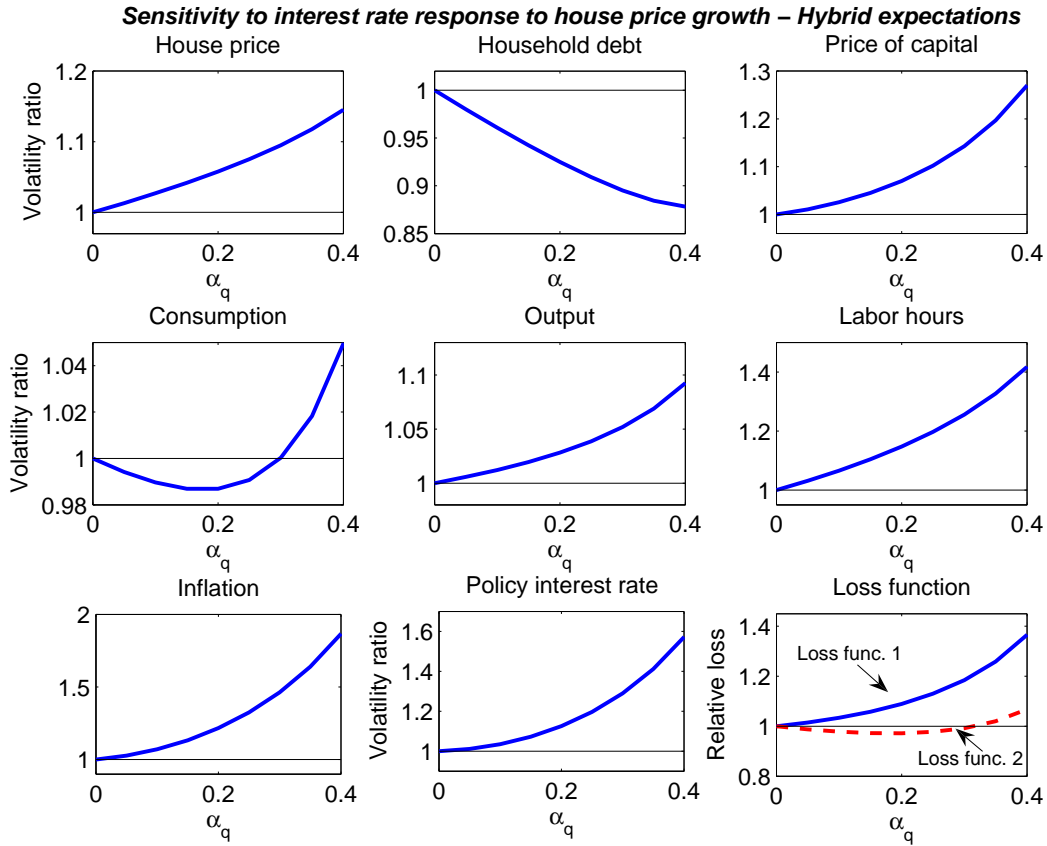 Sensitivity to interest rate response to house price growth – Hybrid expectations
House price
Volatility ratio
1.2
1.1
1
0
0.2
0.4
α_q
Household debt
1
0.95
0.9
0.85
0
0.2
0.4
α_q
Price of capital
1.3
1.2
1.1
1
0
0.2
0.4
α_q
Consumption
Volatility ratio
1.04
1.02
1
0.98
0
0.2
0.4
α_q
Output
1.1
1.05
1
0
0.2
0.4
α_q
Labor hours
1.4
1.2
1
0
0.2
0.4
α_q
Inflation
2
1.5
1
0
0.2
0.4
α_q
Policy interest rate
Volatility ratio
1.6
1.4
1.2
1
0
0.2
0.4
α_q
Loss function
Relative loss
1.4
1.2
1
0.8
Loss func. 1
Loss func. 2
0
0.2
0.4
α_q